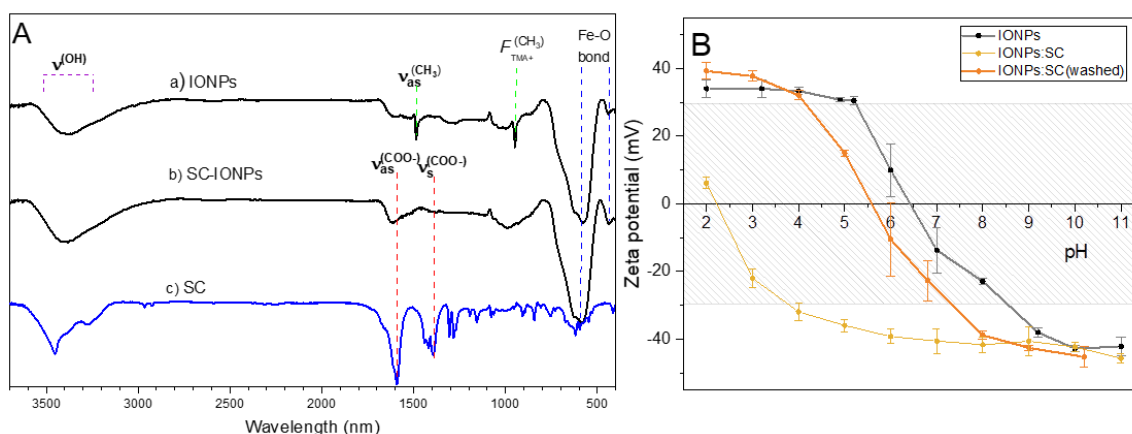 A
ν(OH)
a) IONPs
νas(CH3)
F TMA+(CH3)
Fe-O
bond
νas(COO-)
νs(COO-)
b) SC-IONPs
c) SC
3500 3000 2500 2000 1500 1000 500
Wavelength (nm)
B
IONPs
IONPs:SC
IONPs:SC(washed)
40
20
0
-20
-40
Zeta potential (mV)
2 3 4 5 6 7 8 9 10 11
pH